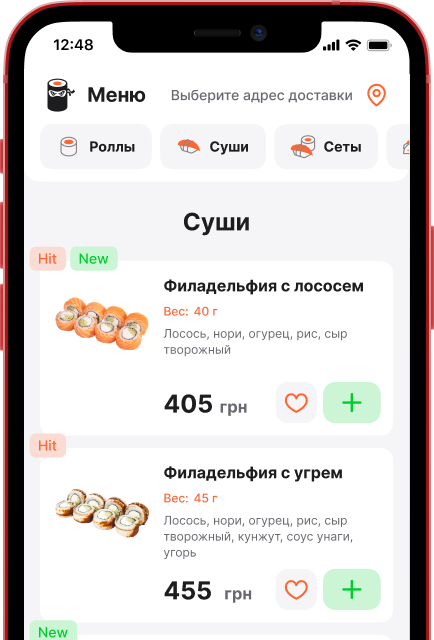 12:48
Меню
Выберите адрес доставки
Роллы
Суши
Сеты
Суши
Hit
New
Филадельфия с лососем
Вес: 40 г
Лосось, нори, огурец, рис, сыр
творожный
405 грн
Hit
Филадельфия с угрем
Вес: 45 г
Лосось, нори, огурец, рис, сыр
творожный, кунжут, соус унаги,
угорь
455 грн
New